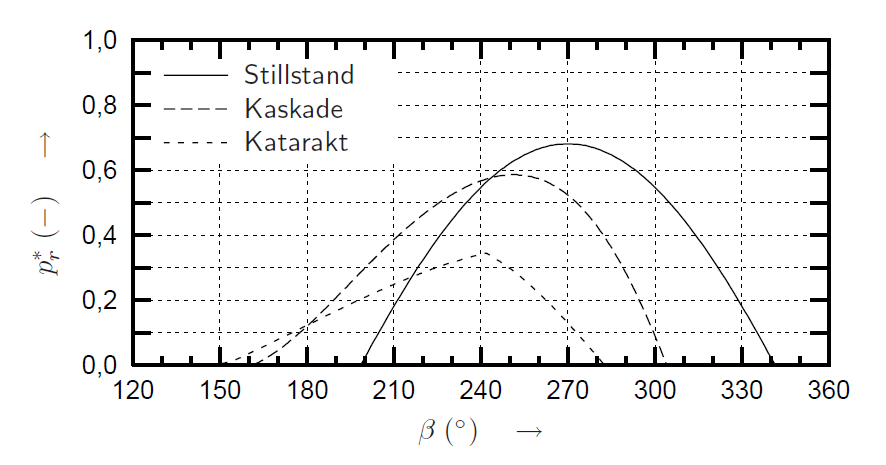 1,0
Stillstand
0,8
Kaskade
Katarakt
0,6
p*r (−) →
0,4
0,2
0,0
120 150 180 210 240 270 300 330 360
β (°) →